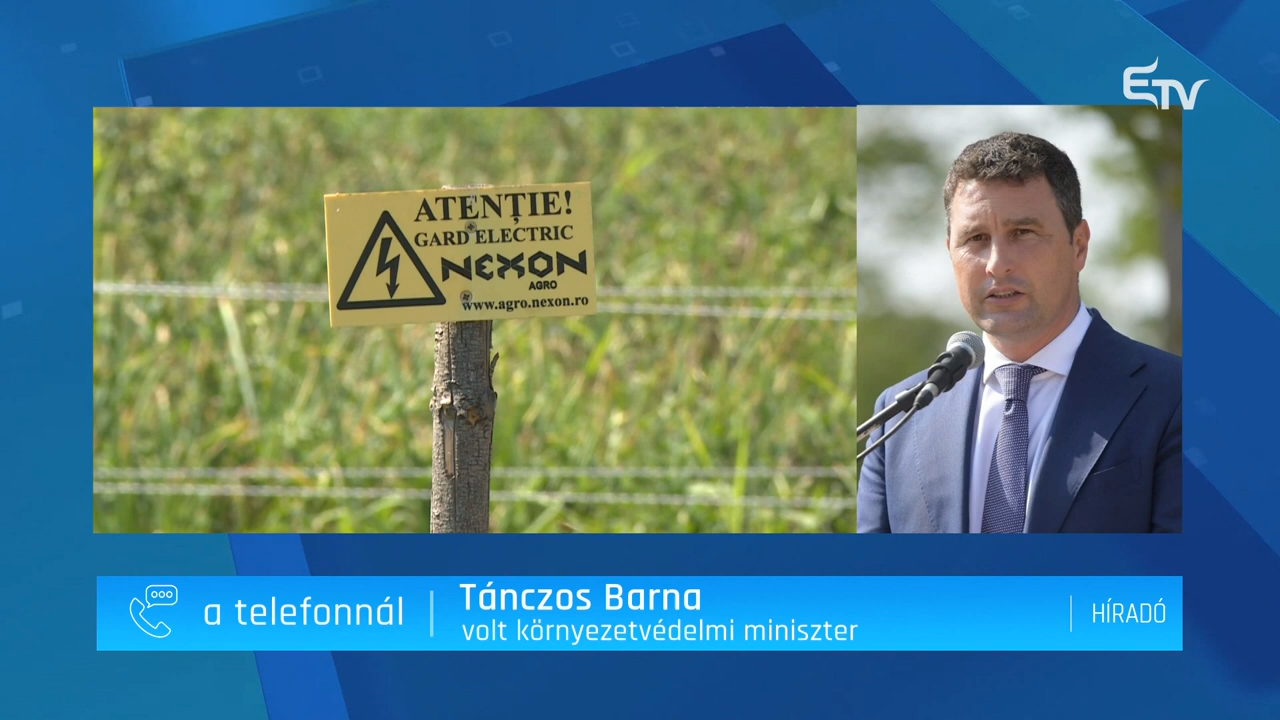 ETV
ATENȚIE!
GARD ELECTRIC
NEXON
AGRO
www.agro.nexon.ro
a telefonnál
Tánczos Barna
volt környezetvédelmi miniszter
HÍRADÓ